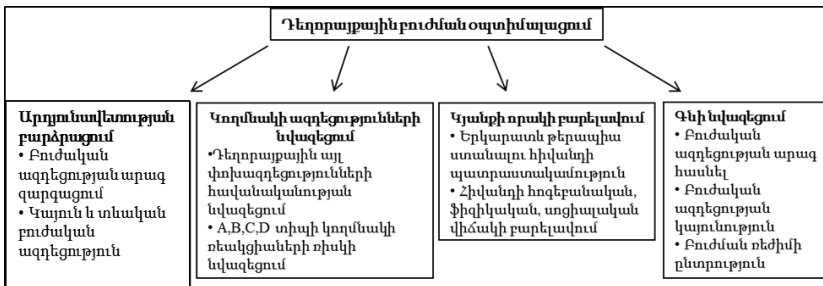 Դեղորայքային բուժման օպտիմալացում
Արդյունավետության
բարձրացում
• Բուժական
ազդեցության արագ
զարգացում
• Կայուն և տևական
բուժական
ազդեցություն
Կողմնակի ազդեցությունների
նվազեցում
•Դեղորայքային այլ
փոխազդեցությունների
հավանականության
նվազեցում
• A,B,C,D տիպի կողմնակի
ռեակցիաների ռիսկի
նվազեցում
Կյանքի որակի բարելավում
• Երկարատև թերապիա
ստանալու հիվանդի
պատրաստակամություն
• Հիվանդի հոգեբանական,
ֆիզիկական, սոցիալական
վիճակի բարելավում
Գնի նվազեցում
• Բուժական
ազդեցության արագ
հասնել
• Բուժական
ազդեցության
կայունություն
• Բուժման ռեժիմի
ընտրություն